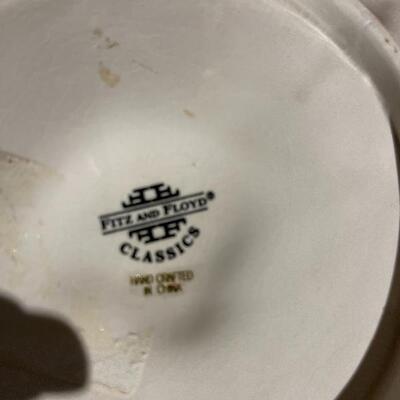 FITZ AND FLOYD®
CLASSICS
HAND CRAFTED
IN CHINA